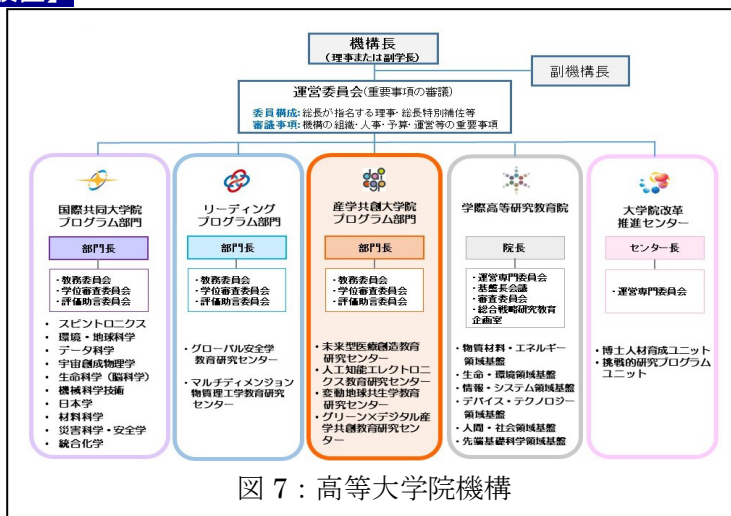 機構長
(理事または副学長)
副機構長
運営委員会(重要事項の審議)
委員構成:総長が指名する理事・総長特別補佐等
審議事項:機構の組織・人事・予算・運営等の重要事項
国際共同大学院
プログラム部門
部門長
・教務委員会
・学位審査委員会
・評価助言委員会
・スピントロニクス
・環境・地球科学
・データ科学
・宇宙創成物理学
・生命科学(脳科学)
・機械科学技術
・日本学
・材料科学
・災害科学・安全学
・統合化学
リーディング
プログラム部門
部門長
・教務委員会
・学位審査委員会
・評価助言委員会
・グローバル安全学
教育研究センター
・マルチディメンジョン
物質理工学教育研究
センター
産学共創大学院
プログラム部門
部門長
・教務委員会
・学位審査委員会
・評価助言委員会
・未来型医療創造教育
研究センター
・人工知能エレクトロニ
クス教育研究センター
・変動地球共生学教育
研究センター
・グリーン×デジタル産
学共創教育研究セン
ター
学際高等研究教育院
院長
・運営専門委員会
・基盤長会議
・審査委員会
・総合戦略研究教育
企画室
・物質材料・エネルギー
領域基盤
・生命・環境領域基盤
・情報・システム領域基盤
・デバイス・テクノロジー
領域基盤
・人間・社会領域基盤
・先端基礎科学領域基盤
大学院改革
推進センター
センター長
・運営専門委員会
・博士人材育成ユニット
・挑戦的研究プログラム
ユニット
図 7:高等大学院機構